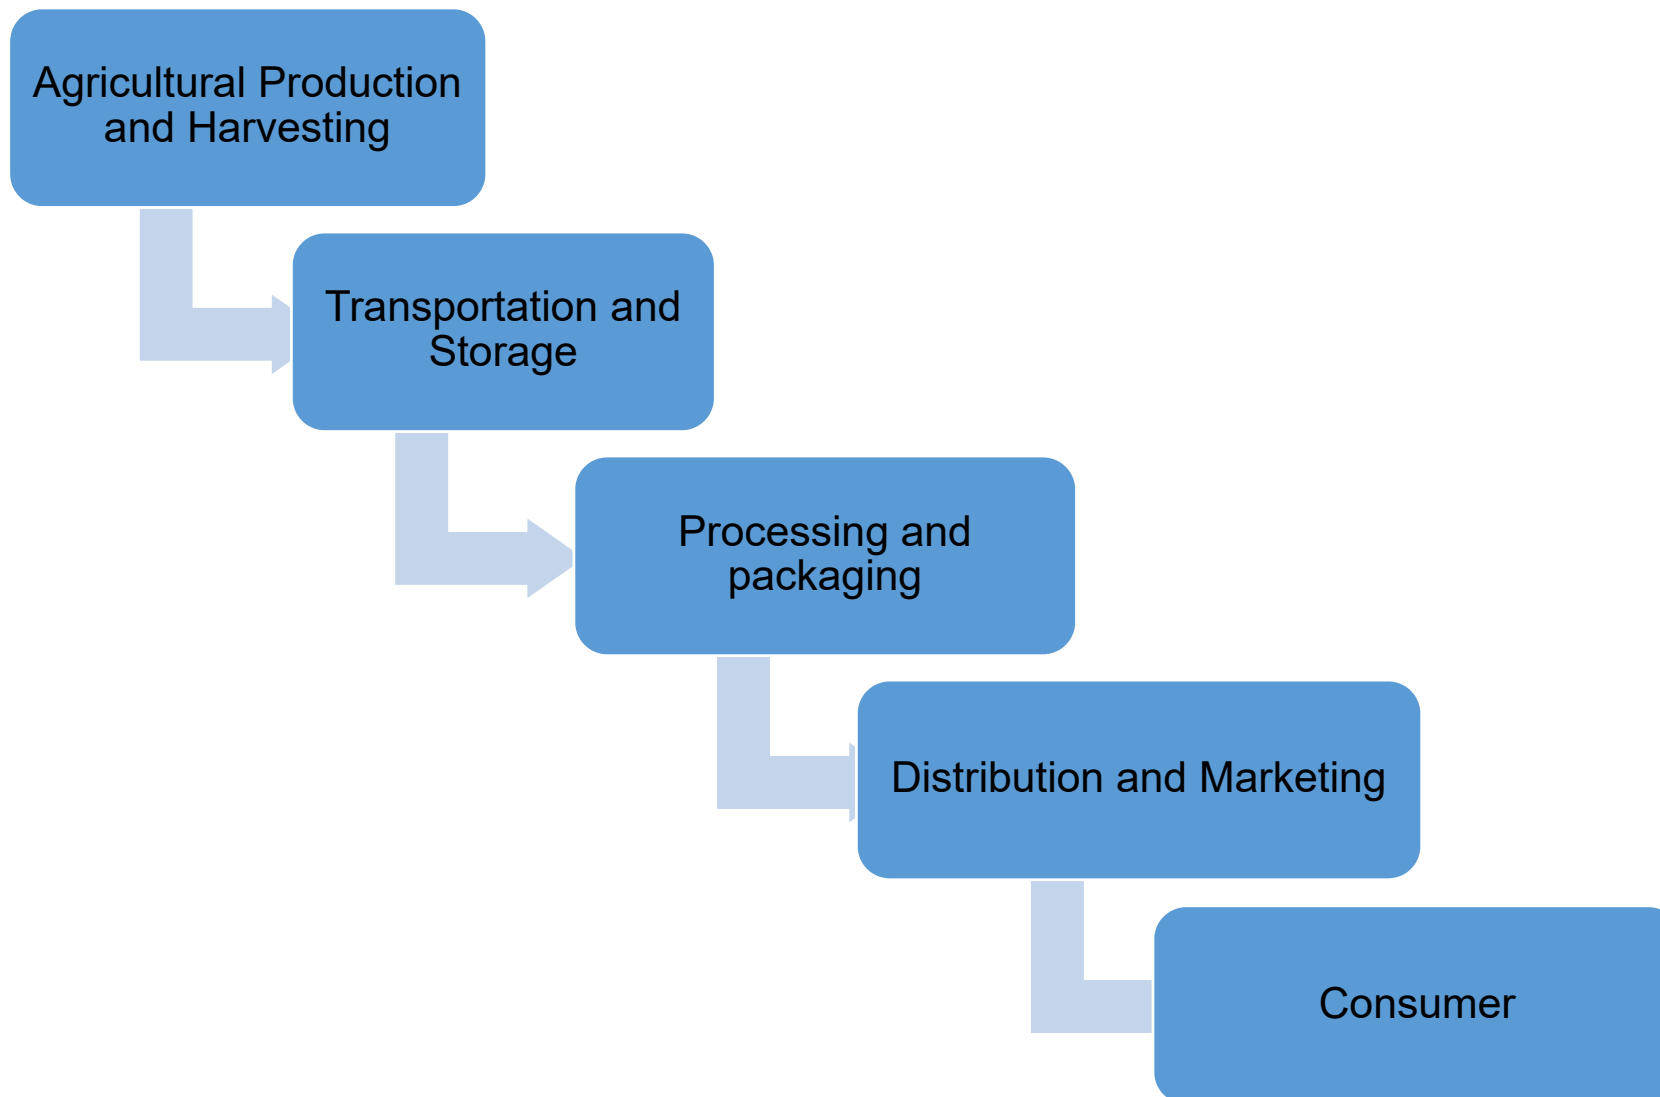 Agricultural Production
and Harvesting
Transportation and
Storage
Processing and
packaging
Distribution and Marketing
Consumer